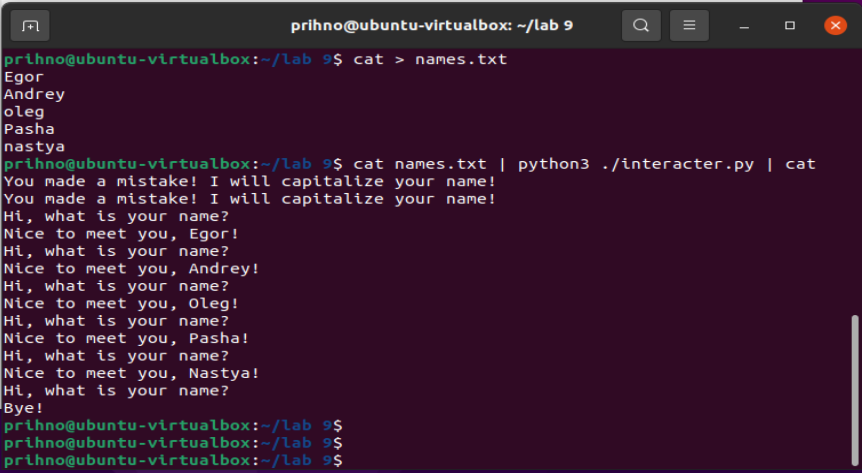 prihno@ubuntu-virtualbox: ~/lab 9
prihno@ubuntu-virtualbox:~/lab 9$ cat > names.txt
Egor
Andrey
oleg
Pasha
nastya
prihno@ubuntu-virtualbox:~/lab 9$ cat names.txt | python3 ./interacter.py | cat
You made a mistake! I will capitalize your name!
You made a mistake! I will capitalize your name!
Hi, what is your name?
Nice to meet you, Egor!
Hi, what is your name?
Nice to meet you, Andrey!
Hi, what is your name?
Nice to meet you, Oleg!
Hi, what is your name?
Nice to meet you, Pasha!
Hi, what is your name?
Nice to meet you, Nastya!
Hi, what is your name?
Bye!
prihno@ubuntu-virtualbox:~/lab 9$
prihno@ubuntu-virtualbox:~/lab 9$
prihno@ubuntu-virtualbox:~/lab 9$